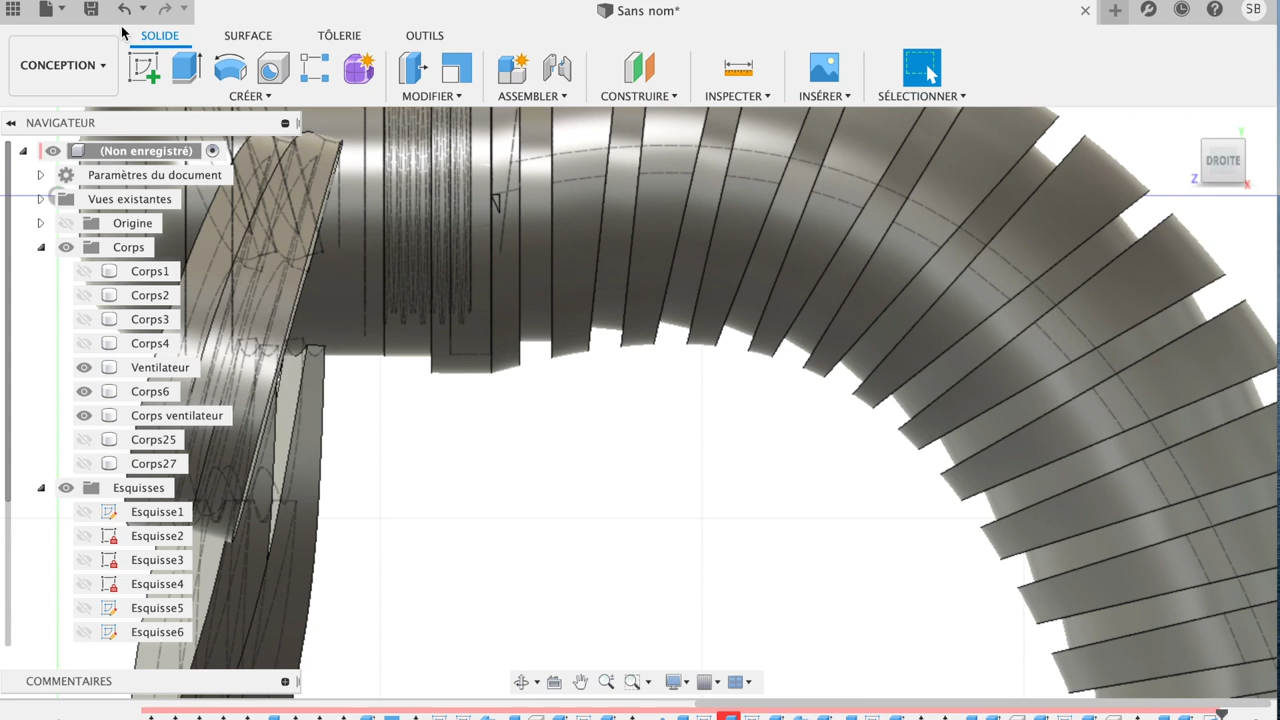 Sans nom*
SB
SOLIDE SURFACE TÔLERIE OUTILS
CONCEPTION
CRÉER MODIFIER ASSEMBLER CONSTRUIRE INSPECTER INSÉRER SÉLECTIONNER
NAVIGATEUR
(Non enregistré)
Paramètres du document
Vues existantes
Origine
Corps
Corps1
Corps2
Corps3
Corps4
Ventilateur
Corps6
Corps ventilateur
Corps25
Corps27
Esquisses
Esquisse1
Esquisse2
Esquisse3
Esquisse4
Esquisse5
Esquisse6
COMMENTAIRES
Y
DROITE
Z X